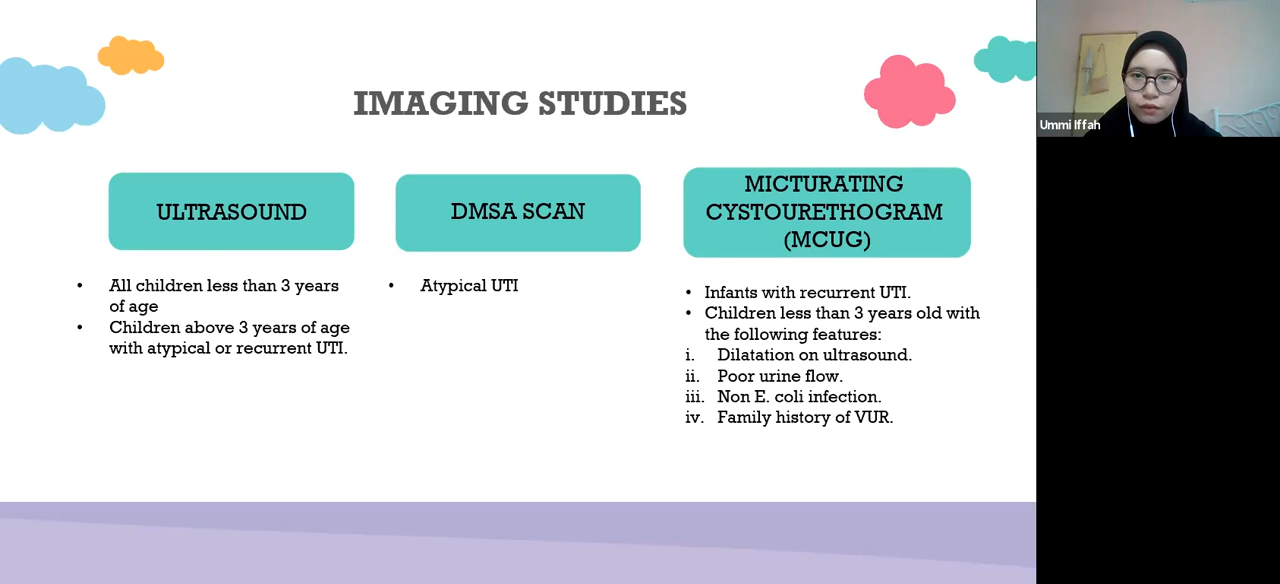 IMAGING STUDIES
ULTRASOUND
• All children less than 3 years
of age
• Children above 3 years of age
with atypical or recurrent UTI.
DMSA SCAN
• Atypical UTI
MICTURATING
CYSTOURETHOGRAM
(MCUG)
• Infants with recurrent UTI.
• Children less than 3 years old with
the following features:
i. Dilatation on ultrasound.
ii. Poor urine flow.
iii. Non E. coli infection.
iv. Family history of VUR.
Ummi Iffah